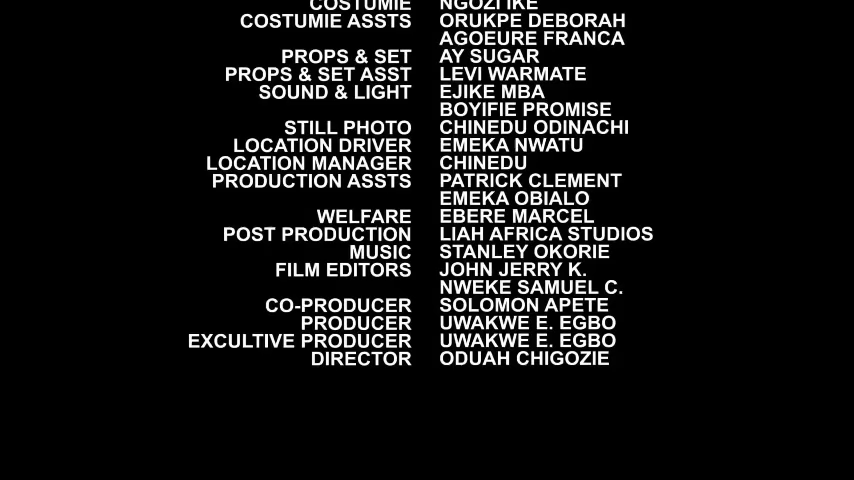 COSTUMIE NGOZI IKE
COSTUMIE ASSTS ORUKPE DEBORAH
AGOEURE FRANCA
PROPS & SET AY SUGAR
PROPS & SET ASST LEVI WARMATE
SOUND & LIGHT EJIKE MBA
BOYIFIE PROMISE
STILL PHOTO CHINEDU ODINACHI
LOCATION DRIVER EMEKA NWATU
LOCATION MANAGER CHINEDU
PRODUCTION ASSTS PATRICK CLEMENT
EMEKA OBIALO
WELFARE EBERE MARCEL
POST PRODUCTION LIAH AFRICA STUDIOS
MUSIC STANLEY OKORIE
FILM EDITORS JOHN JERRY K.
NWEKE SAMUEL C.
CO-PRODUCER SOLOMON APETE
PRODUCER UWAKWE E. EGBO
EXCULTIVE PRODUCER UWAKWE E. EGBO
DIRECTOR ODUAH CHIGOZIE